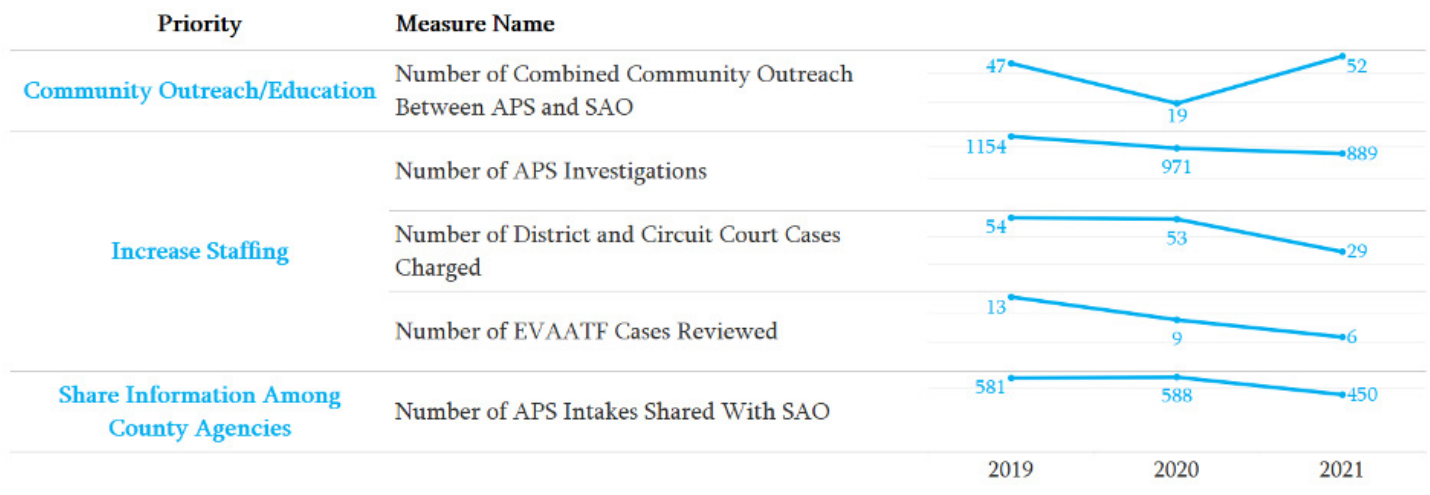 Priority Measure Name
Community Outreach/Education
Number of Combined Community Outreach
Between APS and SAO
47 19 52
Increase Staffing
Number of APS Investigations
1154 971 889
Number of District and Circuit Court Cases
Charged
54 53 29
Number of EVAATF Cases Reviewed
13 9 6
Share Information Among
County Agencies
Number of APS Intakes Shared With SAO
581 588 450
2019 2020 2021